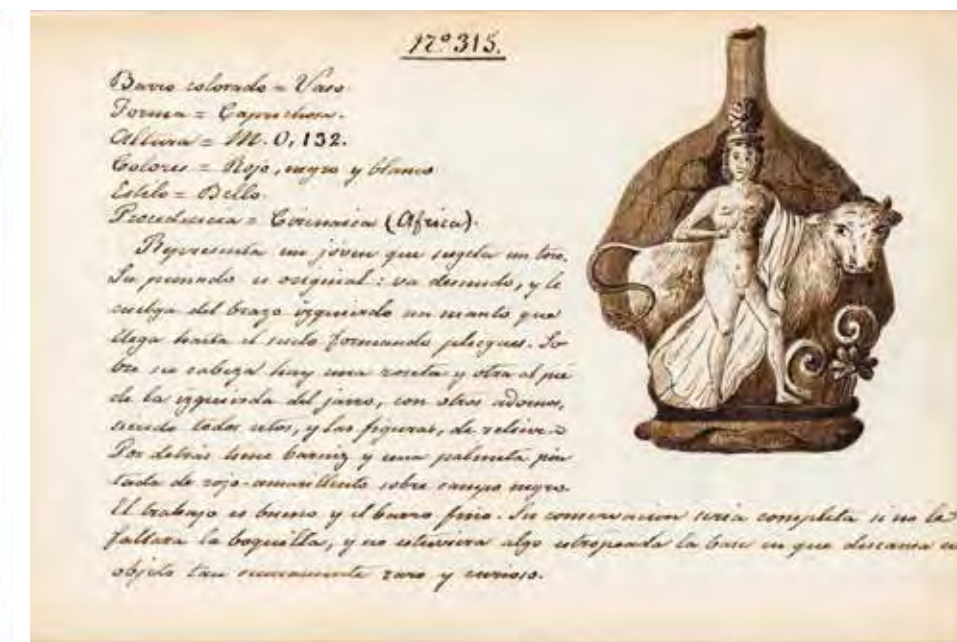 Nº 315.
Barro colorado = Vaso.
Forma = Caprichosa.
Altura = M. 0,132.
Colores = Rojo, negro y blanco
Estilo = Bello.
Procedencia = Cirenaica (Africa).
Representa un joven que sugeta un toro.
Su peinado es original: va desnudo, y le
cuelga del brazo izquierdo un manto que
llega hasta el suelo formando pliegues. So
bre su cabeza hay una roseta y otra al pié
de la izquierda del jarro, con otros adornos,
siendo todos estos, y las figuras, de relieve.
Por detrás tiene barniz y una palmeta pin
tada de rojo-amarillento sobre campo negro.
El trabajo es bueno y el barro fino. Su conservacion seria completa si no le
faltara la boquilla, y no estuviera algo estropeada la base en que descansa
objeto tan sumamente raro y curioso.